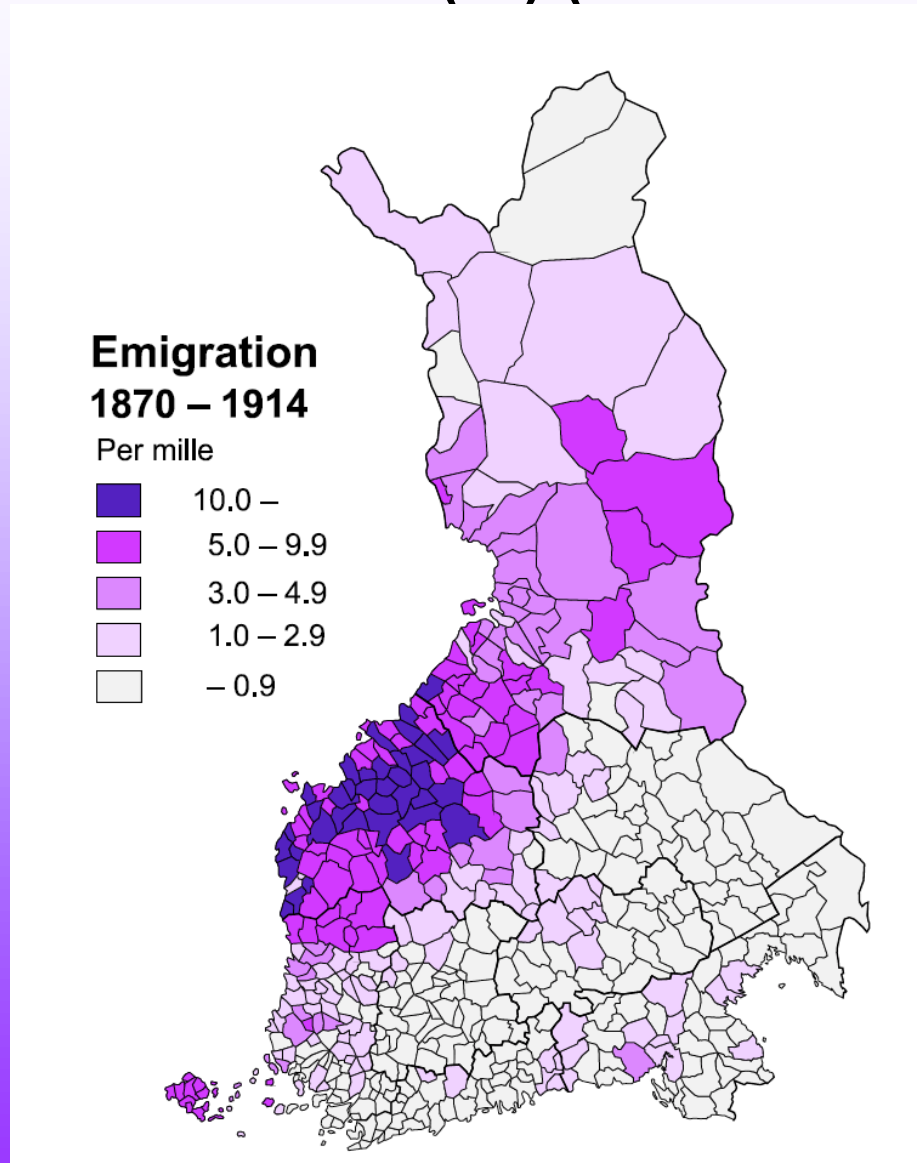 Emigration
1870 – 1914
Per mille
10.0 –
5.0 – 9.9
3.0 – 4.9
1.0 – 2.9
– 0.9